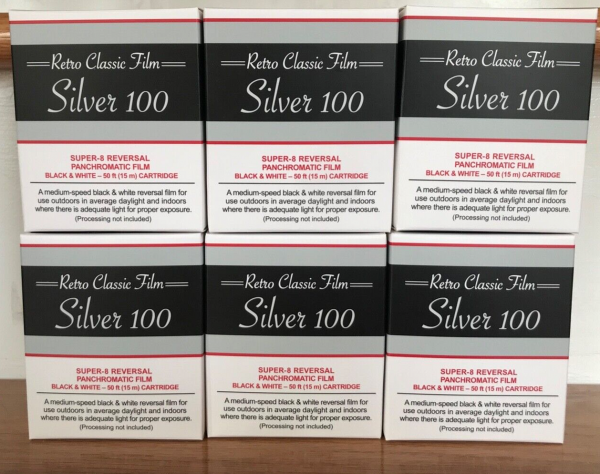 Retro Classic Film
Silver 100
SUPER-8 REVERSAL
PANCHROMATIC FILM
BLACK & WHITE – 50 ft (15 m) CARTRIDGE
A medium-speed black & white reversal film for
use outdoors in average daylight and indoors
where there is adequate light for proper exposure.
(Processing not included)
Retro Classic Film
Silver 100
SUPER-8 REVERSAL
PANCHROMATIC FILM
BLACK & WHITE – 50 ft (15 m) CARTRIDGE
A medium-speed black & white reversal film for
use outdoors in average daylight and indoors
where there is adequate light for proper exposure.
(Processing not included)
Retro Classic Film
Silver 100
SUPER-8 REVERSAL
PANCHROMATIC FILM
BLACK & WHITE – 50 ft (15 m) CARTRIDGE
A medium-speed black & white reversal film for
use outdoors in average daylight and indoors
where there is adequate light for proper exposure.
(Processing not included)
Retro Classic Film
Silver 100
SUPER-8 REVERSAL
PANCHROMATIC FILM
BLACK & WHITE – 50 ft (15 m) CARTRIDGE
A medium-speed black & white reversal film for
use outdoors in average daylight and indoors
where there is adequate light for proper exposure.
(Processing not included)
Retro Classic Film
Silver 100
SUPER-8 REVERSAL
PANCHROMATIC FILM
BLACK & WHITE – 50 ft (15 m) CARTRIDGE
A medium-speed black & white reversal film for
use outdoors in average daylight and indoors
where there is adequate light for proper exposure.
(Processing not included)
Retro Classic Film
Silver 100
SUPER-8 REVERSAL
PANCHROMATIC FILM
BLACK & WHITE – 50 ft (15 m) CARTRIDGE
A medium-speed black & white reversal film for
use outdoors in average daylight and indoors
where there is adequate light for proper exposure.
(Processing not included)